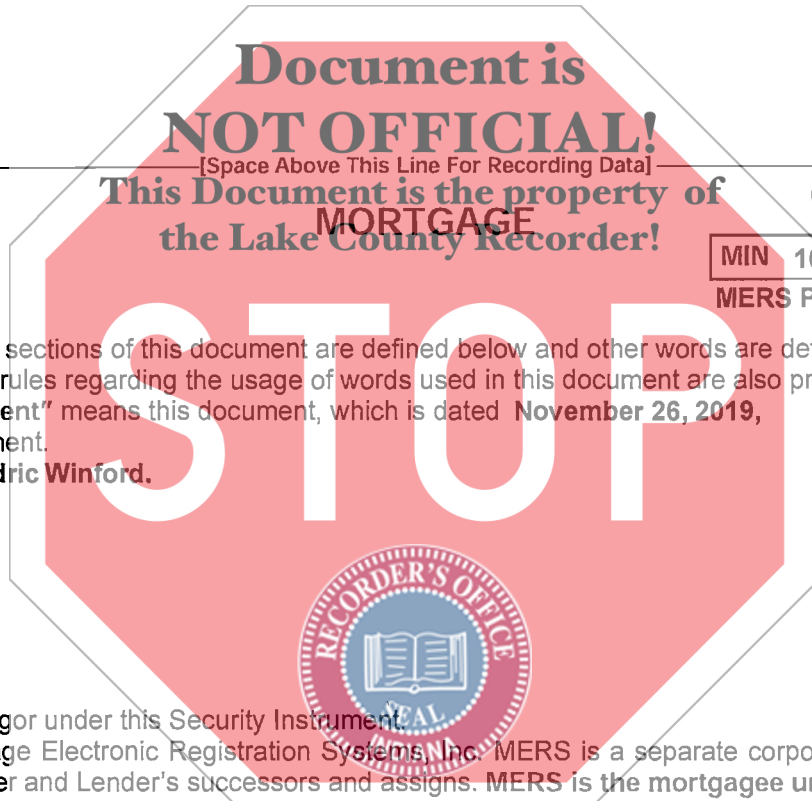 Document is
NOT OFFICIAL!
[Space Above This Line For Recording Data]
This Document is the property of
MORTGAGE
the Lake County Recorder!
MIN 10
MERS P
STOP
sections of this document are defined below and other words are de
rules regarding the usage of words used in this document are also pr
ent" means this document, which is dated November 26, 2019,
ent.
dric Winford.
RECORDER'S OFFICE
SEAL
INDIANA
gor under this Security Instrument.
ge Electronic Registration Systems, Inc. MERS is a separate corpo
er and Lender's successors and assigns. MERS is the mortgagee u